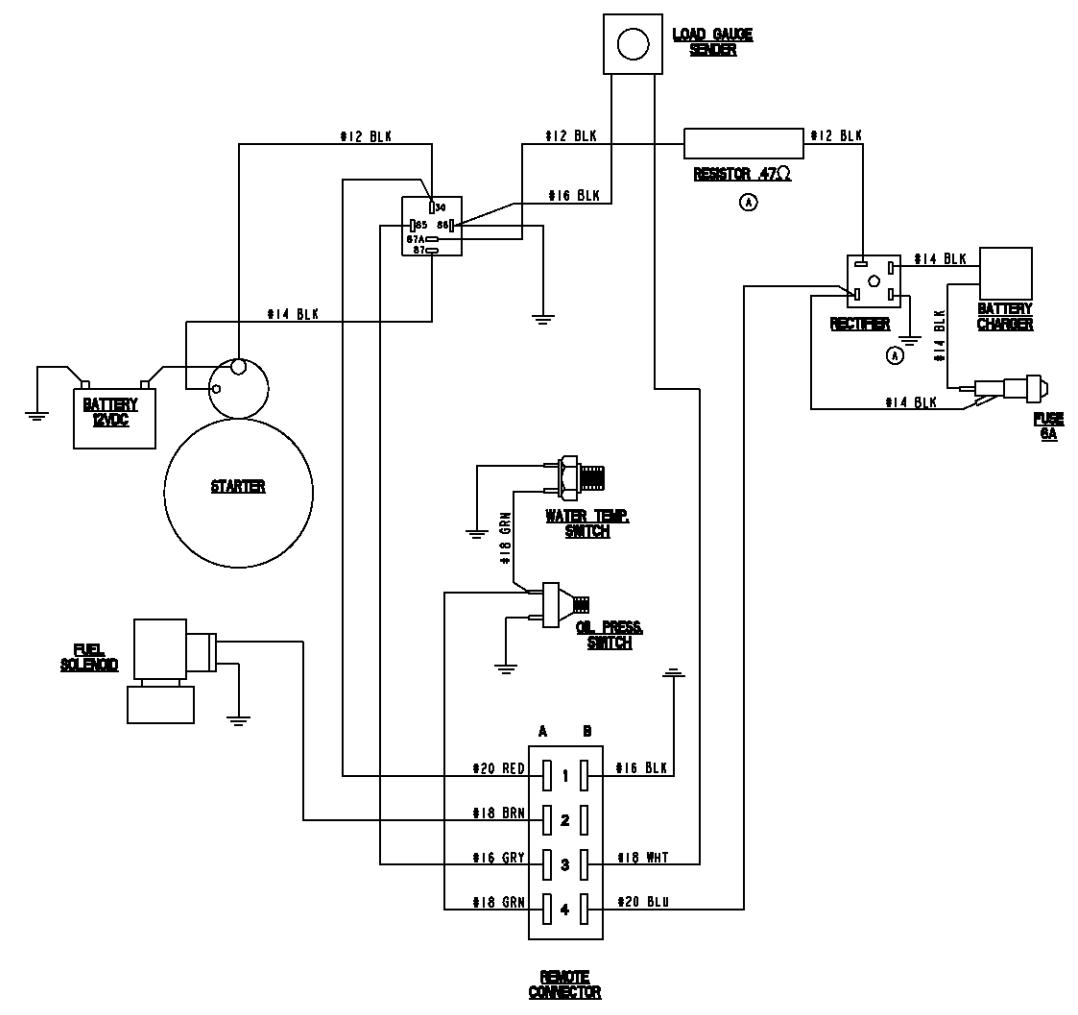 LOAD GAUGE
SENDER
#12 BLK
#12 BLK
#12 BLK
RESISTOR .47Ω
A
#16 BLK
30
85
86
87A
87
#14 BLK
BATTERY
CHARGER
RECTIFIER
A
#14 BLK
#14 BLK
#14 BLK
FUSE
6A
BATTERY
12VDC
STARTER
WATER TEMP.
SWITCH
#18 GRN
OIL PRESS.
SWITCH
FUEL
SOLENOID
A
B
#20 RED
1
#16 BLK
#18 BRN
2
#16 GRY
3
#18 WHT
#18 GRN
4
#20 BLU
REMOTE
CONNECTOR